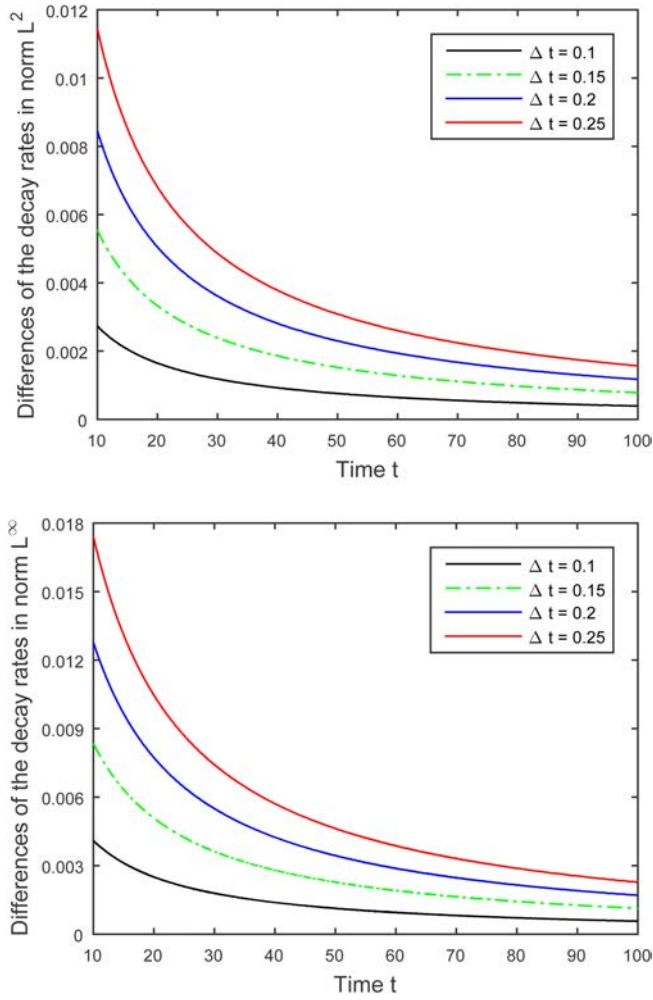 Differences of the decay rates in norm L²
0.012
0.01
0.008
0.006
0.004
0.002
0
Δ t = 0.1
Δ t = 0.15
Δ t = 0.2
Δ t = 0.25
10 20 30 40 50 60 70 80 90 100
Time t
Differences of the decay rates in norm L^∞
0.018
0.015
0.012
0.009
0.006
0.003
0
Δ t = 0.1
Δ t = 0.15
Δ t = 0.2
Δ t = 0.25
10 20 30 40 50 60 70 80 90 100
Time t